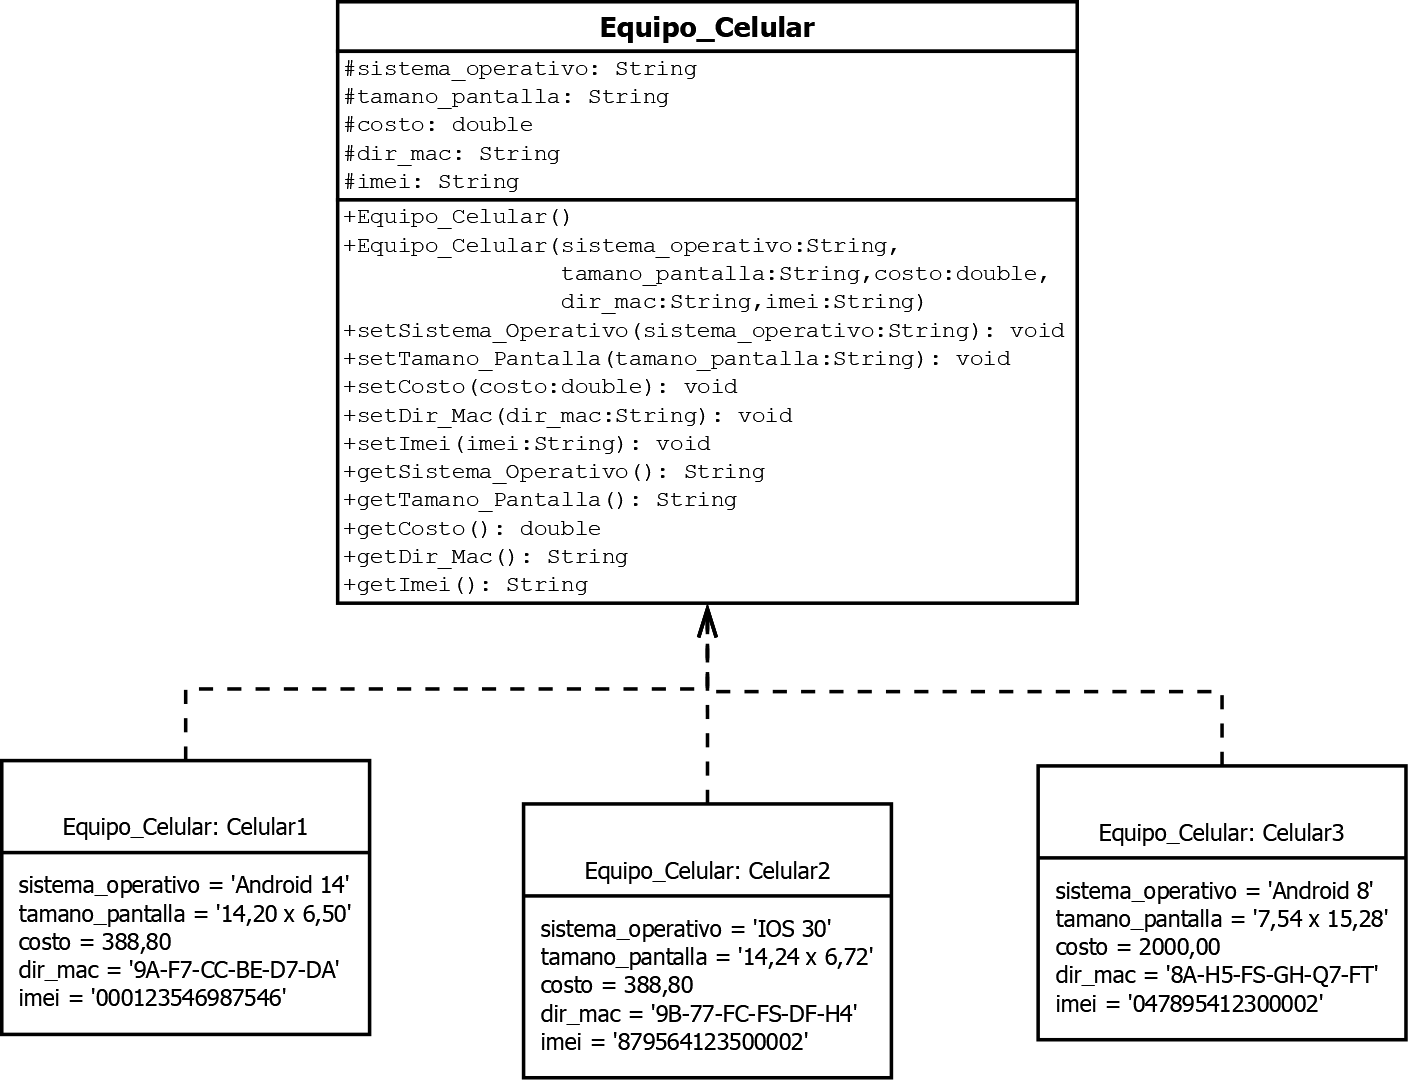 Equipo_Celular
#sistema_operativo: String
#tamano_pantalla: String
#costo: double
#dir_mac: String
#imei: String
+Equipo_Celular()
+Equipo_Celular(sistema_operativo:String,
tamano_pantalla:String,costo:double,
dir_mac:String,imei:String)
+setSistema_Operativo(sistema_operativo:String): void
+setTamano_Pantalla(tamano_pantalla:String): void
+setCosto(costo:double): void
+setDir_Mac(dir_mac:String): void
+setImei(imei:String): void
+getSistema_Operativo(): String
+getTamano_Pantalla(): String
+getCosto(): double
+getDir_Mac(): String
+getImei(): String
Equipo_Celular: Celular1
sistema_operativo = 'Android 14'
tamano_pantalla = '14,20 x 6,50'
costo = 388,80
dir_mac = '9A-F7-CC-BE-D7-DA'
imei = '000123546987546'
Equipo_Celular: Celular2
sistema_operativo = 'IOS 30'
tamano_pantalla = '14,24 x 6,72'
costo = 388,80
dir_mac = '9B-77-FC-FS-DF-H4'
imei = '879564123500002'
Equipo_Celular: Celular3
sistema_operativo = 'Android 8'
tamano_pantalla = '7,54 x 15,28'
costo = 2000,00
dir_mac = '8A-H5-FS-GH-Q7-FT'
imei = '047895412300002'